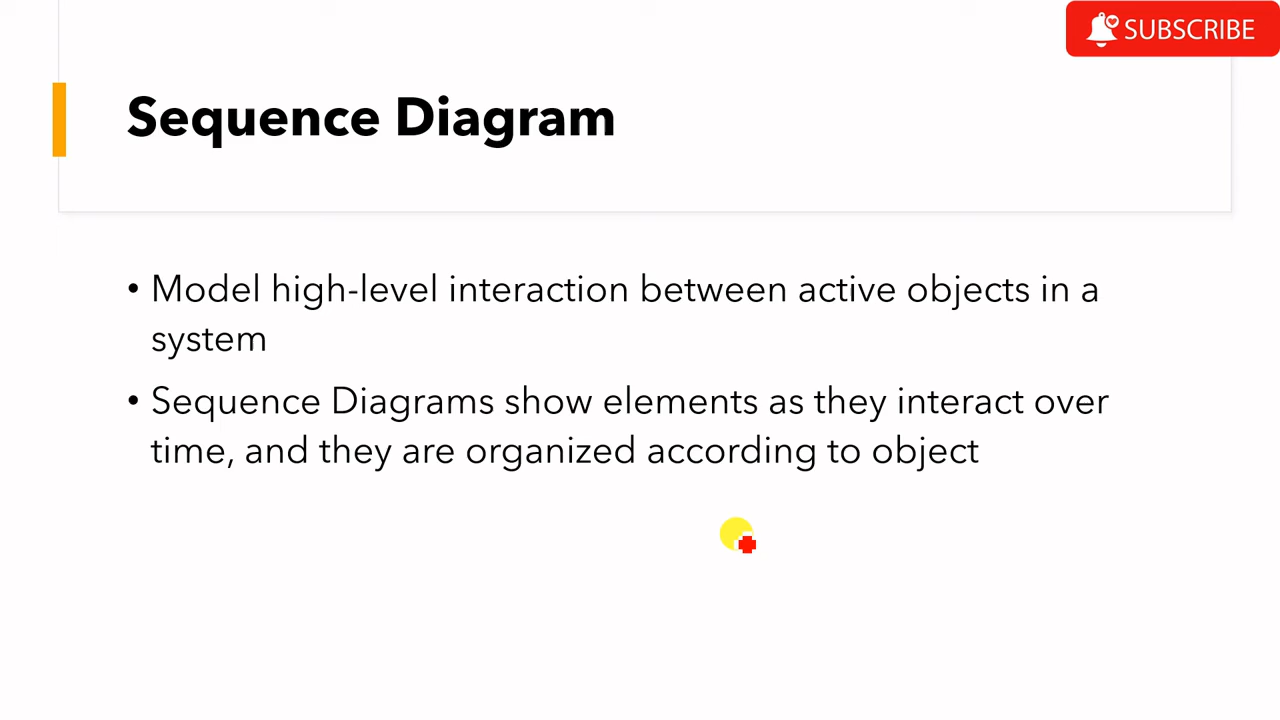 SUBSCRIBE
Sequence Diagram
• Model high-level interaction between active objects in a
system
• Sequence Diagrams show elements as they interact over
time, and they are organized according to object